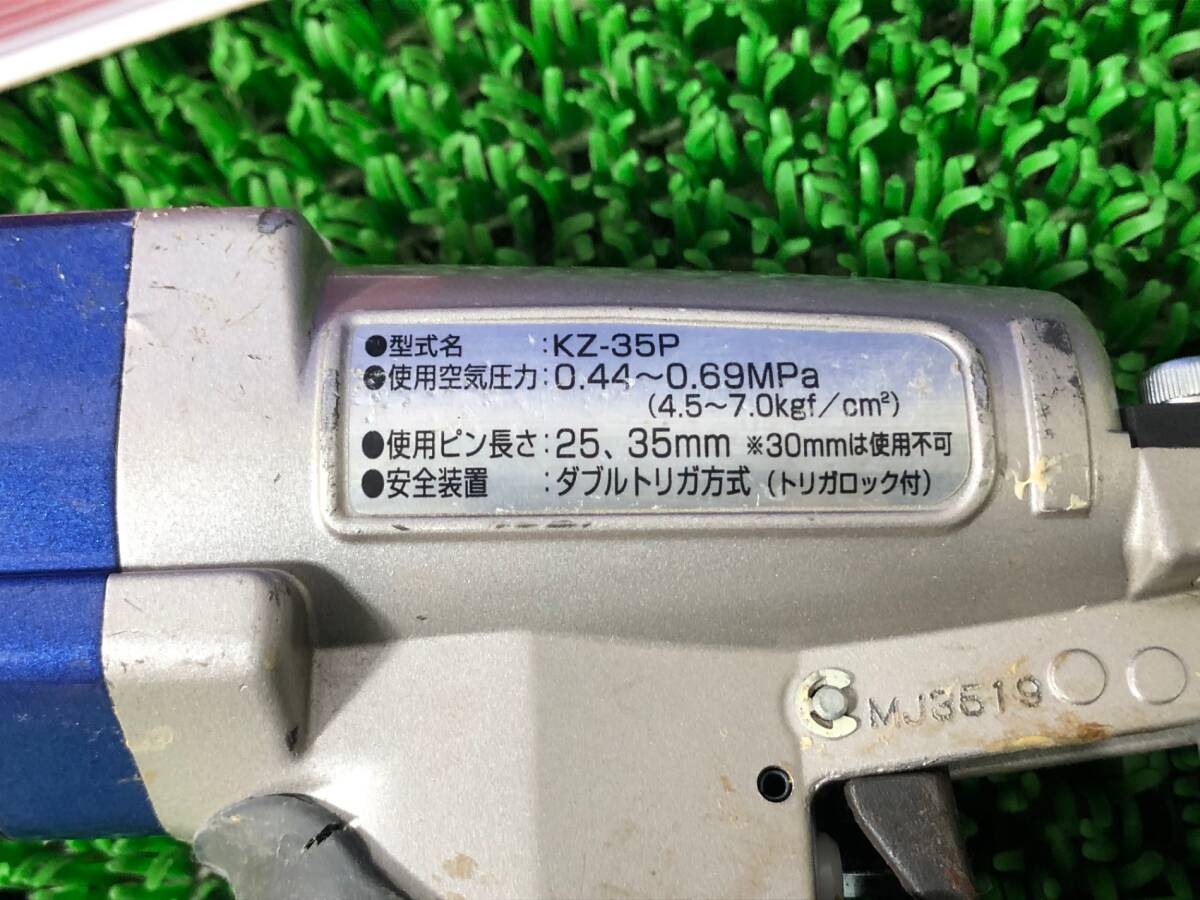 ●型式名　　:KZ-35P
●使用空気圧力:0.44～0.69MPa
(4.5～7.0kgf/cm²)
●使用ピン長さ:25、35mm ※30mmは使用不可
●安全装置　:ダブルトリガ方式 (トリガロック付)
MJ3519